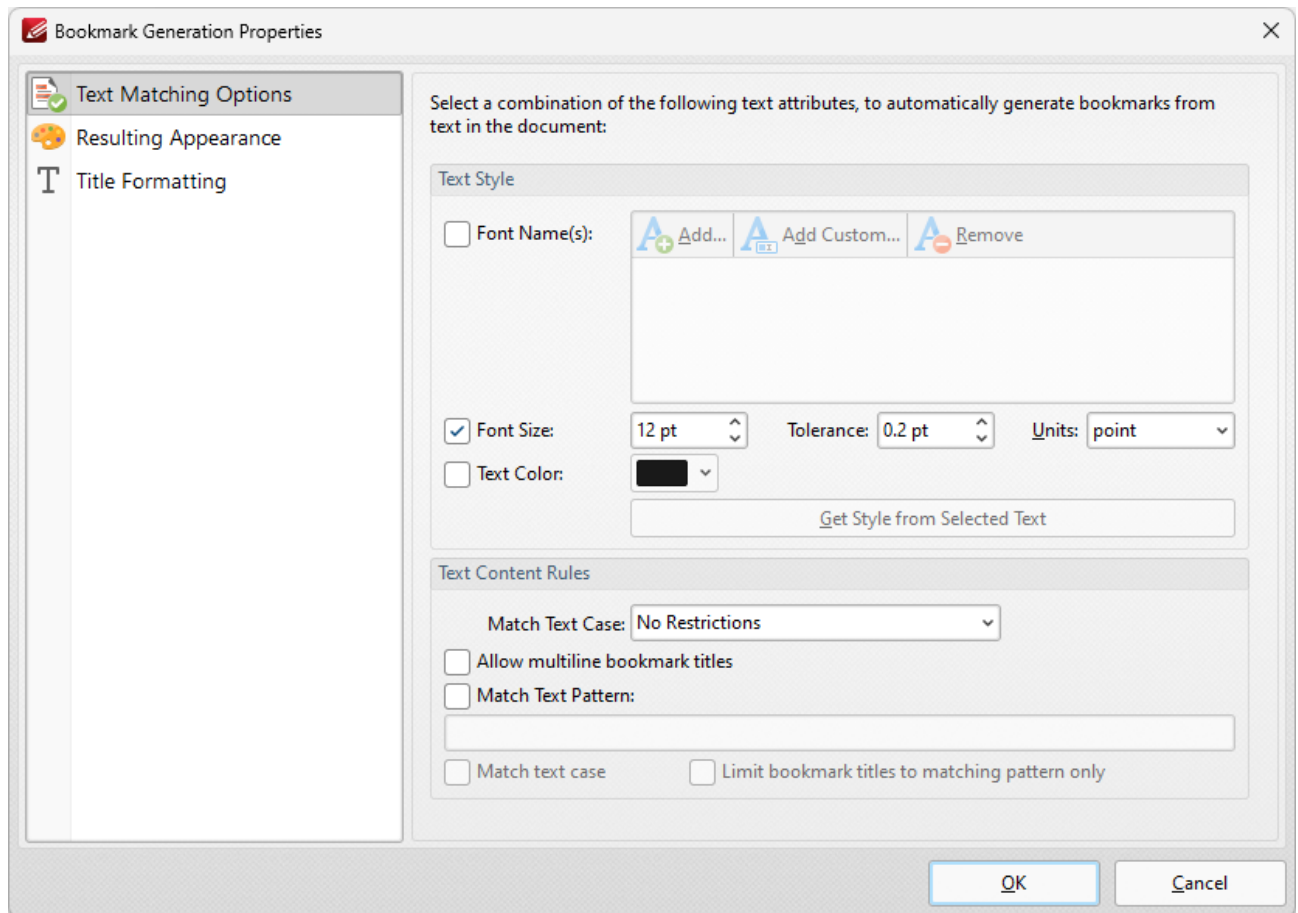 Bookmark Generation Properties
Text Matching Options
Resulting Appearance
Title Formatting
Select a combination of the following text attributes, to automatically generate bookmarks from
text in the document:
Text Style
Font Name(s):
Add... Add Custom... Remove
Font Size: 12 pt Tolerance: 0.2 pt Units: point
Text Color:
Get Style from Selected Text
Text Content Rules
Match Text Case: No Restrictions
Allow multiline bookmark titles
Match Text Pattern:
Match text case Limit bookmark titles to matching pattern only
OK Cancel